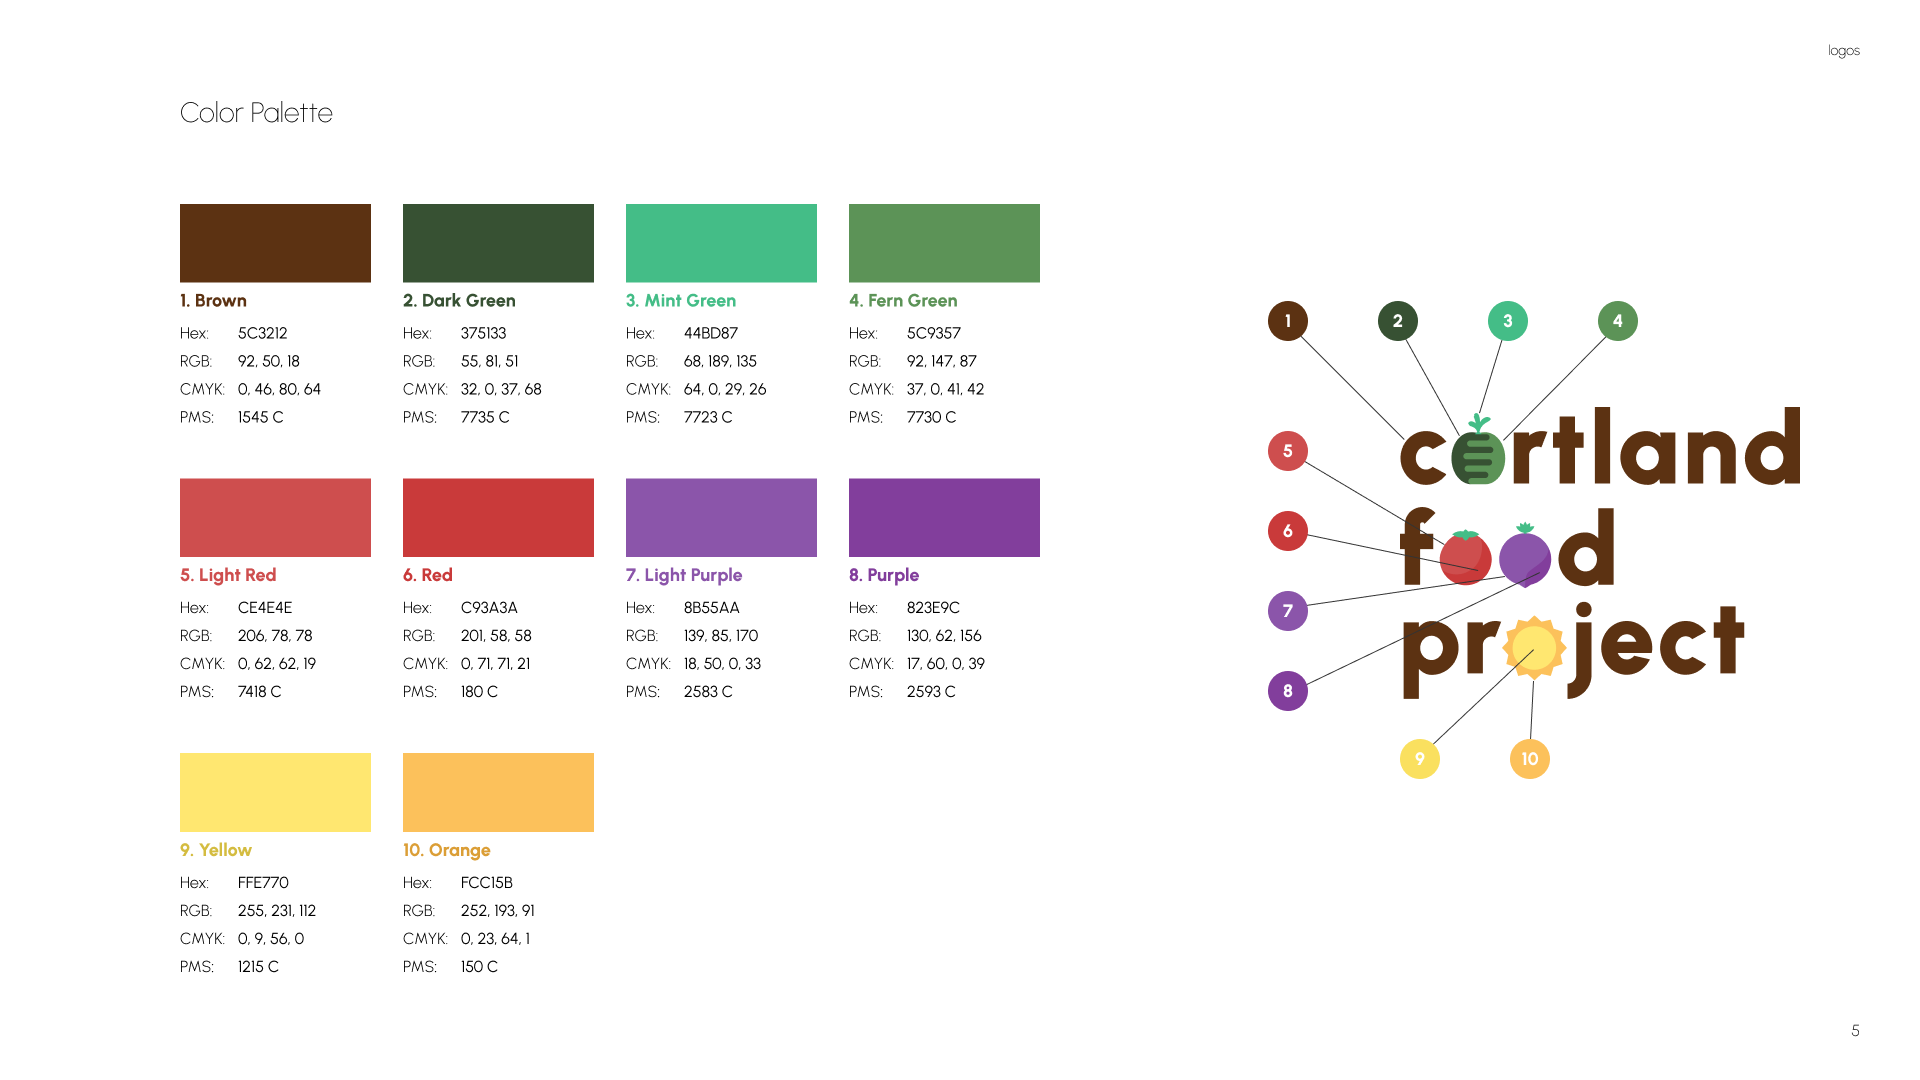 logos
Color Palette
1. Brown
Hex: 5C3212
RGB: 92, 50, 18
CMYK: 0, 46, 80, 64
PMS: 1545 C
2. Dark Green
Hex: 375133
RGB: 55, 81, 51
CMYK: 32, 0, 37, 68
PMS: 7735 C
3. Mint Green
Hex: 44BD87
RGB: 68, 189, 135
CMYK: 64, 0, 29, 26
PMS: 7723 C
4. Fern Green
Hex: 5C9357
RGB: 92, 147, 87
CMYK: 37, 0, 41, 42
PMS: 7730 C
5. Light Red
Hex: CE4E4E
RGB: 206, 78, 78
CMYK: 0, 62, 62, 19
PMS: 7418 C
6. Red
Hex: C93A3A
RGB: 201, 58, 58
CMYK: 0, 71, 71, 21
PMS: 180 C
7. Light Purple
Hex: 8B55AA
RGB: 139, 85, 170
CMYK: 18, 50, 0, 33
PMS: 2583 C
8. Purple
Hex: 823E9C
RGB: 130, 62, 156
CMYK: 17, 60, 0, 39
PMS: 2593 C
9. Yellow
Hex: FFE770
RGB: 255, 231, 112
CMYK: 0, 9, 56, 0
PMS: 1215 C
10. Orange
Hex: FCC15B
RGB: 252, 193, 91
CMYK: 0, 23, 64, 1
PMS: 150 C
1 2 3 4
5
6
7
8
cortland
food
project
9 10
5